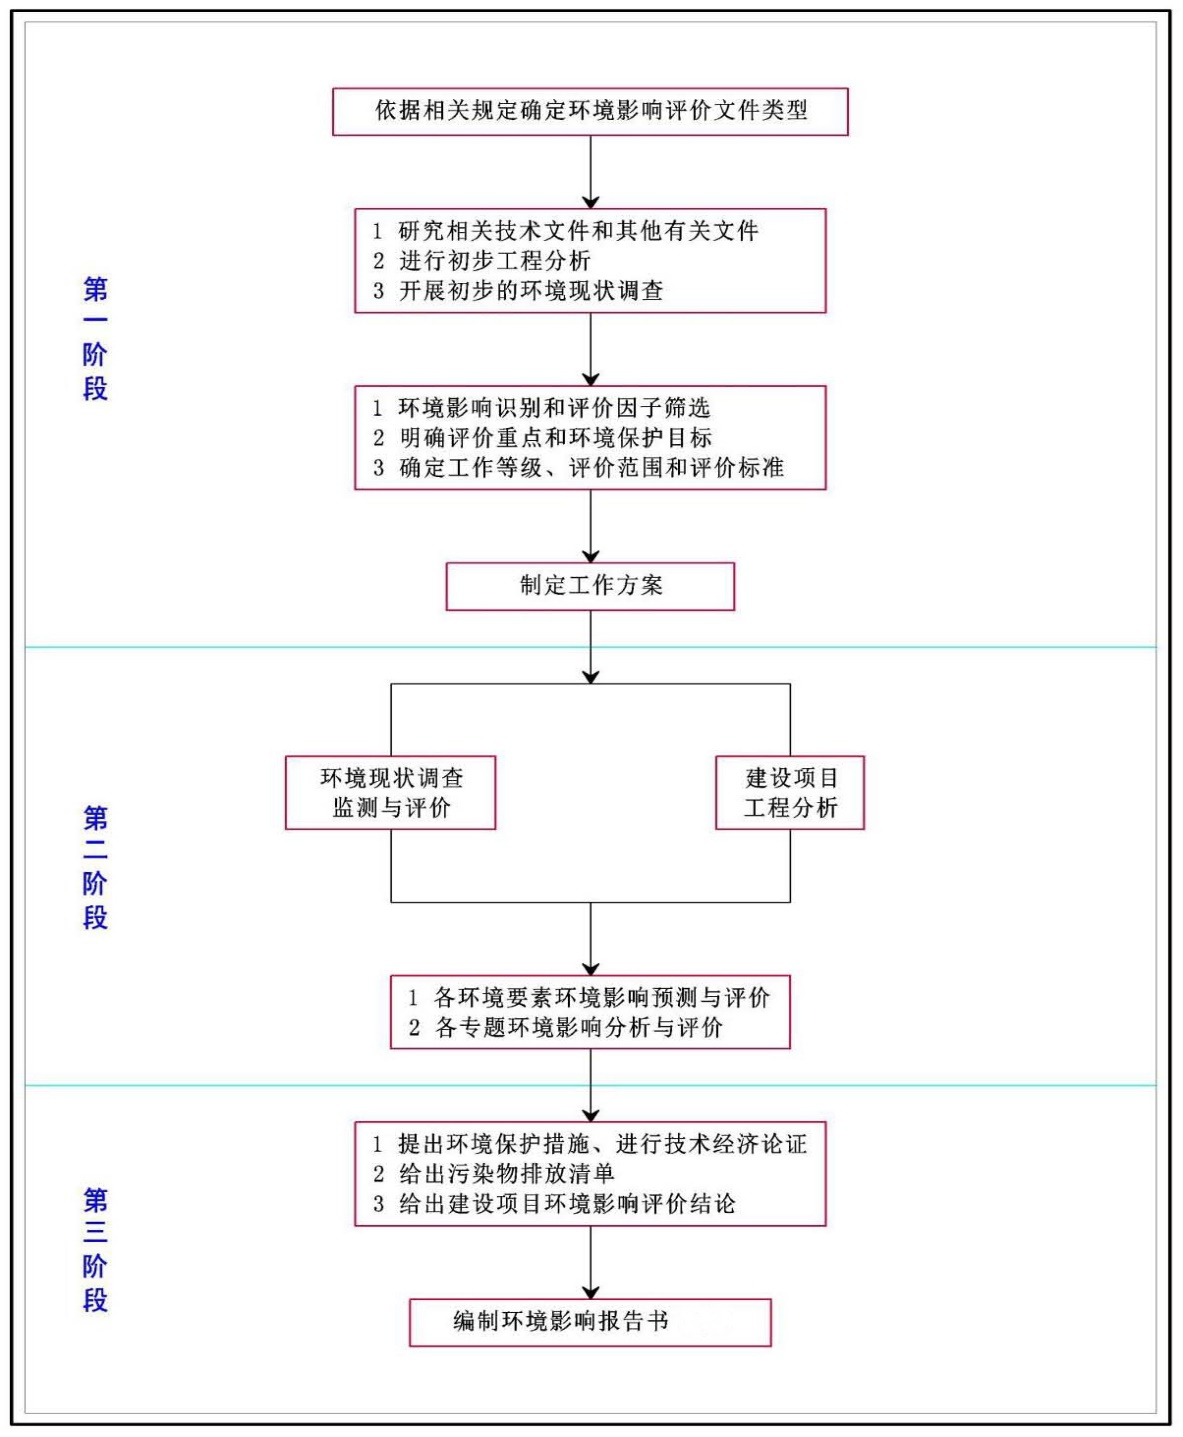 依据相关规定确定环境影响评价文件类型
1 研究相关技术文件和其他有关文件
2 进行初步工程分析
3 开展初步的环境现状调查
第一阶段
1 环境影响识别和评价因子筛选
2 明确评价重点和环境保护目标
3 确定工作等级、评价范围和评价标准
制定工作方案
环境现状调查
监测与评价
建设项目
工程分析
第二阶段
1 各环境要素环境影响预测与评价
2 各专题环境影响分析与评价
1 提出环境保护措施、进行技术经济论证
2 给出污染物排放清单
3 给出建设项目环境影响评价结论
第三阶段
编制环境影响报告书